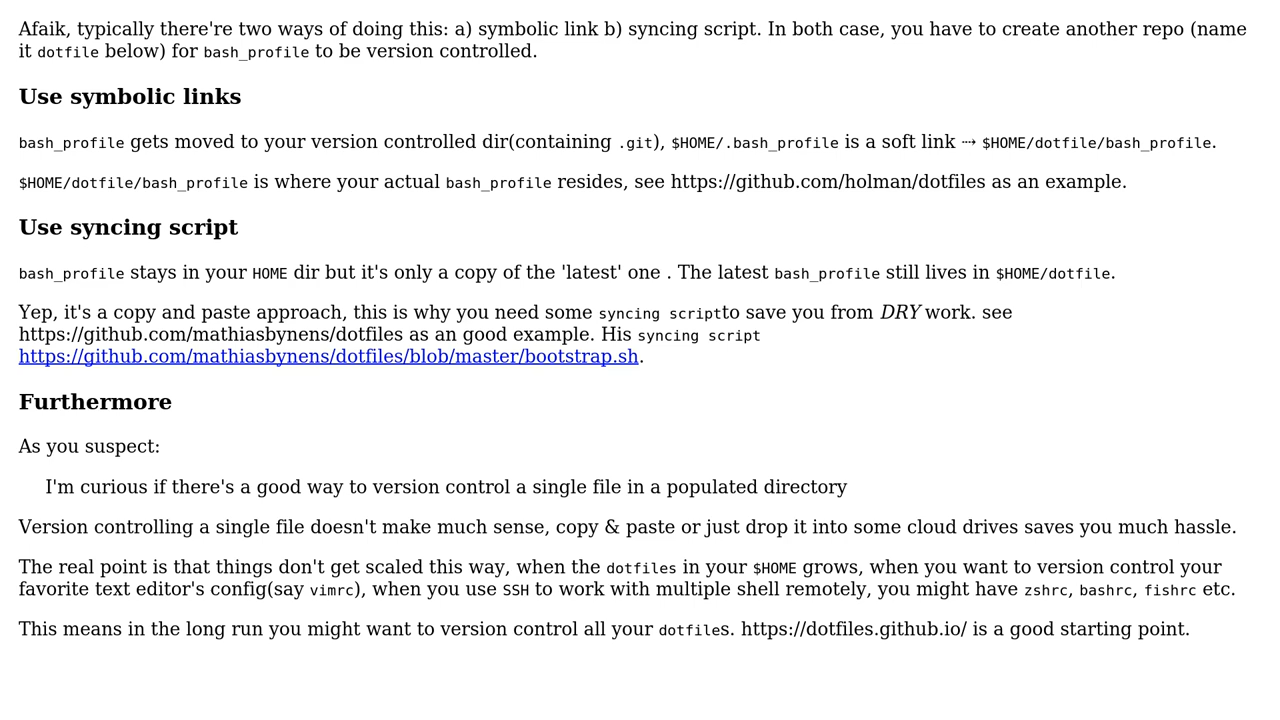 Afaik, typically there're two ways of doing this: a) symbolic link b) syncing script. In both case, you have to create another repo (name
it dotfile below) for bash_profile to be version controlled.
Use symbolic links
bash_profile gets moved to your version controlled dir(containing .git), $HOME/.bash_profile is a soft link ⤑ $HOME/dotfile/bash_profile.
$HOME/dotfile/bash_profile is where your actual bash_profile resides, see https://github.com/holman/dotfiles as an example.
Use syncing script
bash_profile stays in your HOME dir but it's only a copy of the 'latest' one . The latest bash_profile still lives in $HOME/dotfile.
Yep, it's a copy and paste approach, this is why you need some syncing scriptto save you from DRY work. see
https://github.com/mathiasbynens/dotfiles as an good example. His syncing script
https://github.com/mathiasbynens/dotfiles/blob/master/bootstrap.sh.
Furthermore
As you suspect:
I'm curious if there's a good way to version control a single file in a populated directory
Version controlling a single file doesn't make much sense, copy & paste or just drop it into some cloud drives saves you much hassle.
The real point is that things don't get scaled this way, when the dotfiles in your $HOME grows, when you want to version control your
favorite text editor's config(say vimrc), when you use SSH to work with multiple shell remotely, you might have zshrc, bashrc, fishrc etc.
This means in the long run you might want to version control all your dotfiles. https://dotfiles.github.io/ is a good starting point.